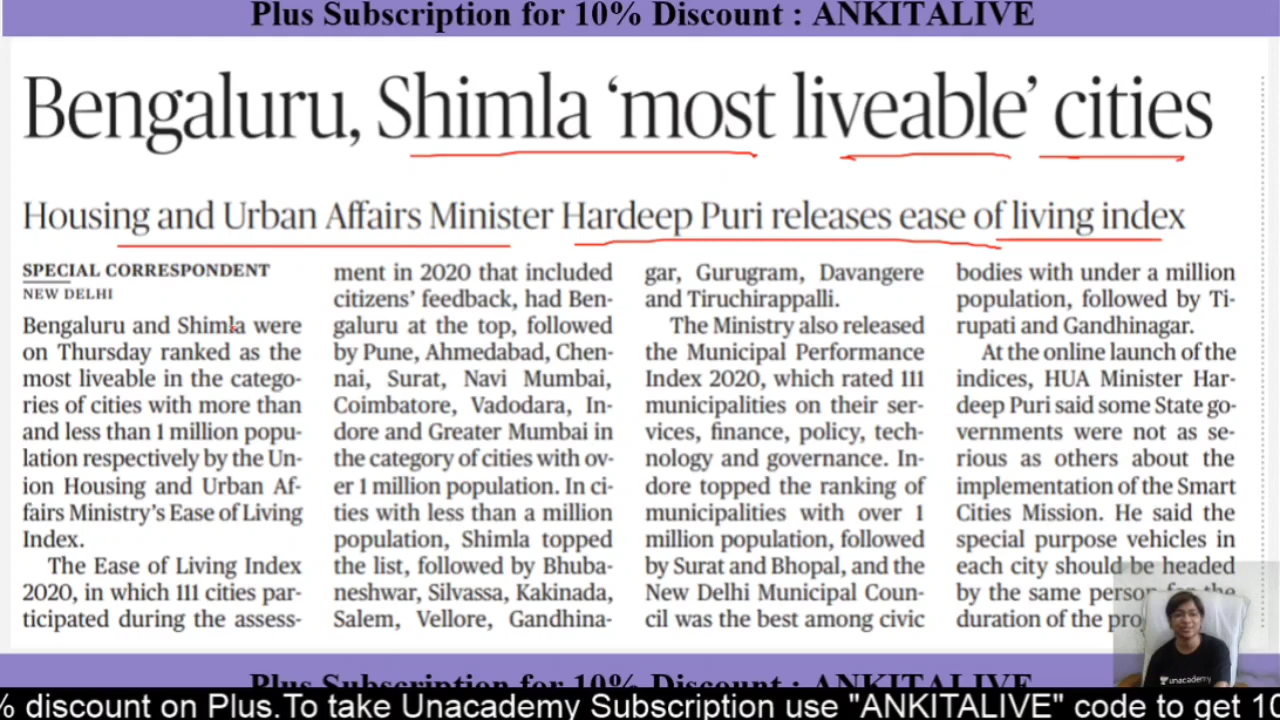 Plus Subscription for 10% Discount : ANKITALIVE
Bengaluru, Shimla ‘most liveable’ cities
Housing and Urban Affairs Minister Hardeep Puri releases ease of living index
SPECIAL CORRESPONDENT
NEW DELHI
Bengaluru and Shimla were
on Thursday ranked as the
most liveable in the catego-
ries of cities with more than
and less than 1 million popu-
lation respectively by the Un-
ion Housing and Urban Af-
fairs Ministry’s Ease of Living
Index.
The Ease of Living Index
2020, in which 111 cities par-
ticipated during the assess-
ment in 2020 that included
citizens’ feedback, had Ben-
galuru at the top, followed
by Pune, Ahmedabad, Chen-
nai, Surat, Navi Mumbai,
Coimbatore, Vadodara, In-
dore and Greater Mumbai in
the category of cities with ov-
er 1 million population. In ci-
ties with less than a million
population, Shimla topped
the list, followed by Bhuba-
neshwar, Silvassa, Kakinada,
Salem, Vellore, Gandhina-
gar, Gurugram, Davangere
and Tiruchirappalli.
The Ministry also released
the Municipal Performance
Index 2020, which rated 111
municipalities on their ser-
vices, finance, policy, tech-
nology and governance. In-
dore topped the ranking of
municipalities with over 1
million population, followed
by Surat and Bhopal, and the
New Delhi Municipal Coun-
cil was the best among civic
bodies with under a million
population, followed by Ti-
rupati and Gandhinagar.
At the online launch of the
indices, HUA Minister Har-
deep Puri said some State go-
vernments were not as se-
rious as others about the
implementation of the Smart
Cities Mission. He said the
special purpose vehicles in
each city should be headed
by the same person for the
duration of the pro
unacademy
Plus Subscription for 10% Discount : ANKITALIVE
% discount on Plus.To take Unacademy Subscription use "ANKITALIVE" code to get 10